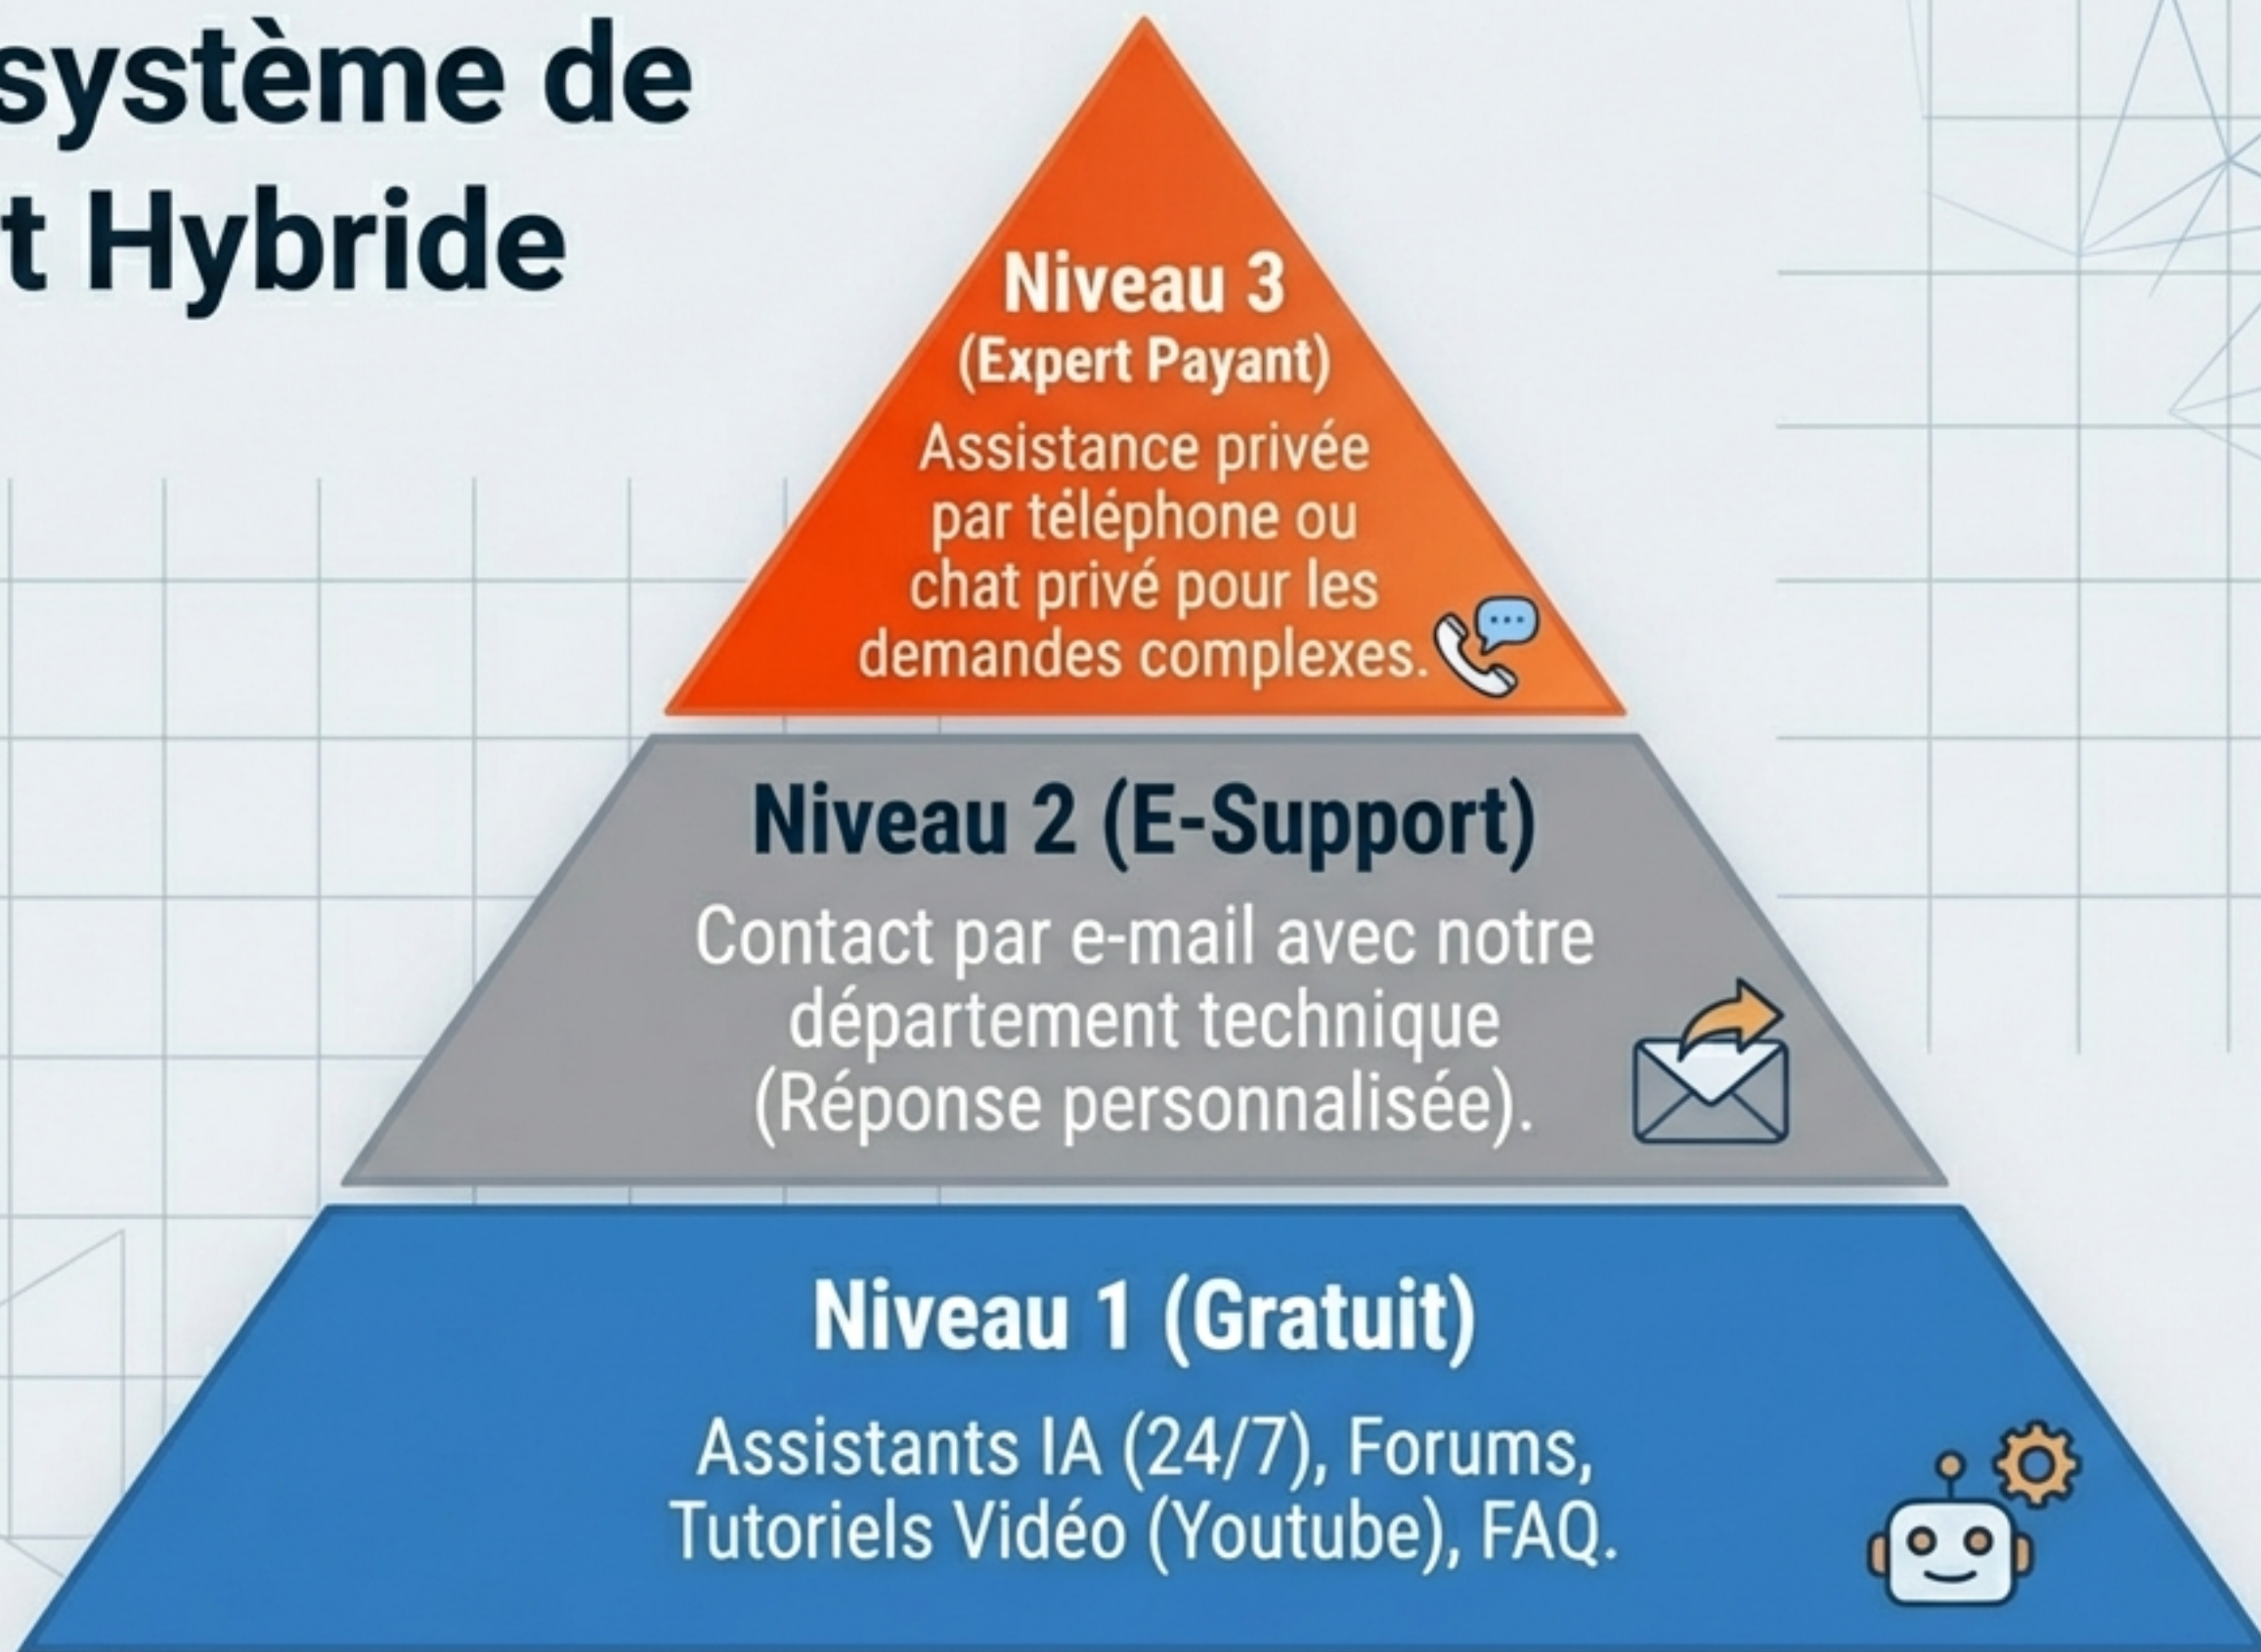 système de
t Hybride
Niveau 3
(Expert Payant)
Assistance privée
par téléphone ou
chat privé pour les
demandes complexes.
Niveau 2 (E-Support)
Contact par e-mail avec notre
département technique
(Réponse personnalisée).
Niveau 1 (Gratuit)
Assistants IA (24/7), Forums,
Tutoriels Vidéo (Youtube), FAQ.